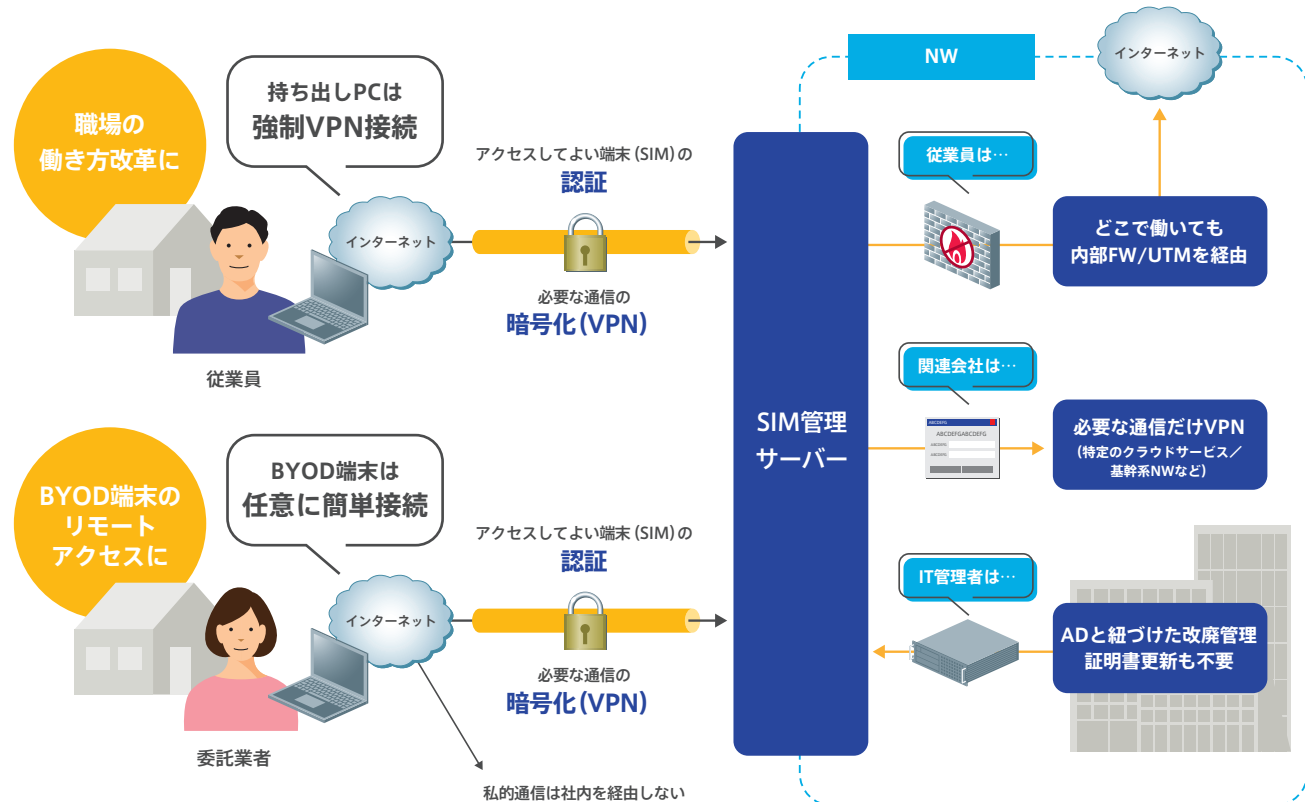 職場の
働き方改革に
持ち出しPCは
強制VPN接続
インターネット
従業員
アクセスしてよい端末(SIM)の
認証
必要な通信の
暗号化(VPN)
BYOD端末の
リモート
アクセスに
BYOD端末は
任意に簡単接続
インターネット
委託業者
アクセスしてよい端末(SIM)の
認証
必要な通信の
暗号化(VPN)
私的通信は社内を経由しない
SIM管理
サーバー
NW
インターネット
従業員は…
どこで働いても
内部FW/UTMを経由
関連会社は…
ABCDEFG
ABCDEFGABCDEFG
ABCDEFG
ABCDEFG
必要な通信だけVPN
(特定のクラウドサービス／
基幹系NWなど)
IT管理者は…
ADと紐づけた改廃管理
証明書更新も不要